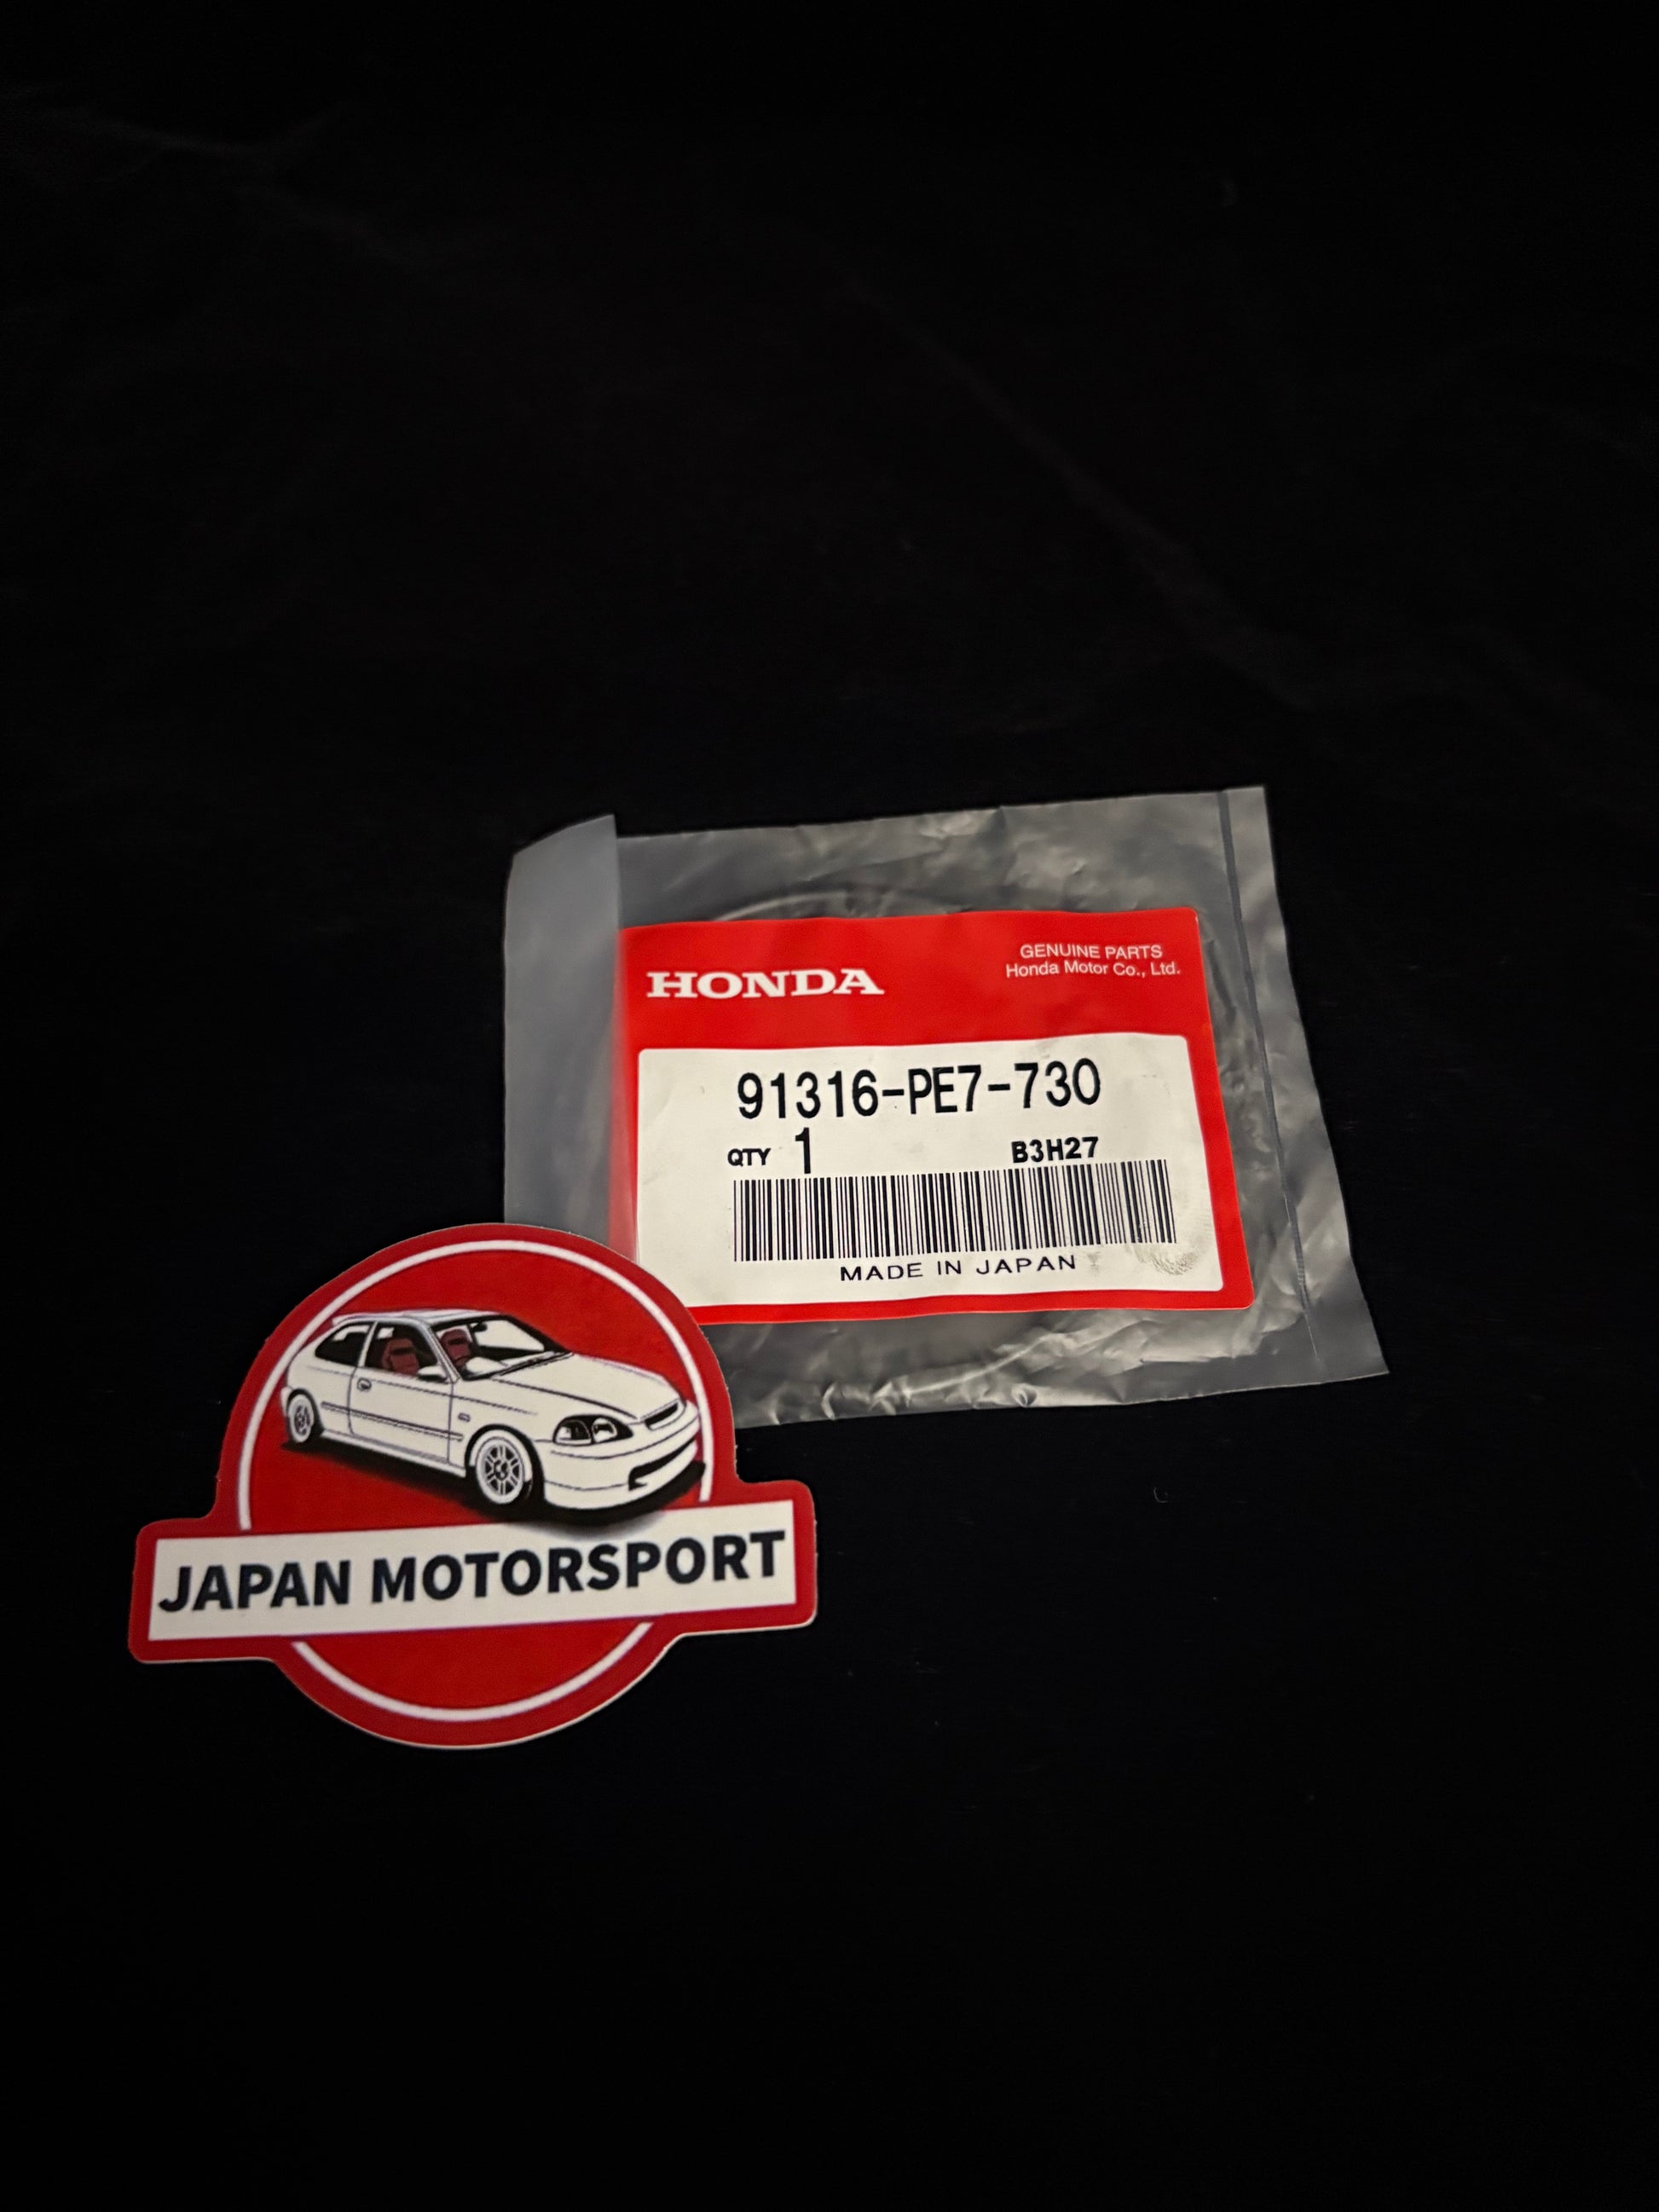 HONDA
GENUINE PARTS
Honda Motor Co., Ltd.
91316-PE7-730
QTY 1 B3H27
MADE IN JAPAN
JAPAN MOTORSPORT